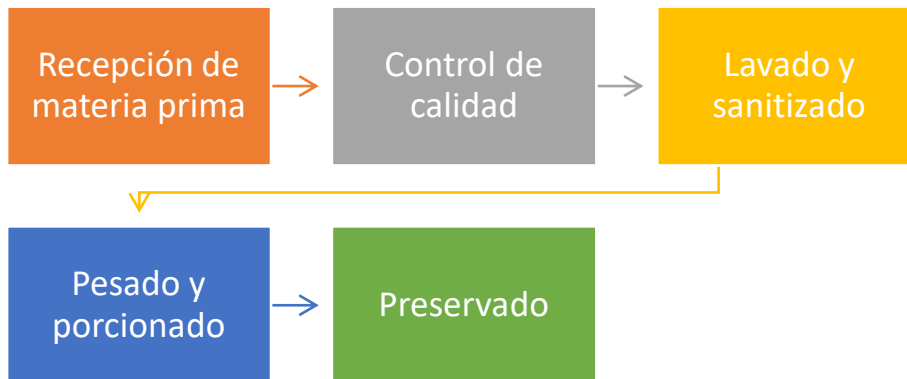 Recepción de
materia prima
Control de
calidad
Lavado y
sanitizado
Pesado y
porcionado
Preservado